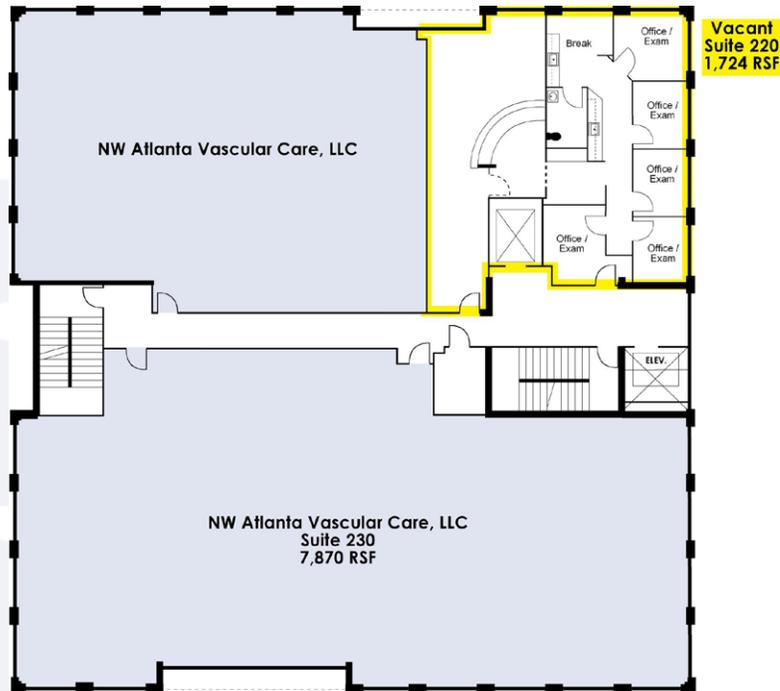 Vacant
Suite 220
1,724 RSF
Break
Office /
Exam
Office /
Exam
NW Atlanta Vascular Care, LLC
Office /
Exam
Office /
Exam
Office /
Exam
ELEV.
NW Atlanta Vascular Care, LLC
Suite 230
7,870 RSF